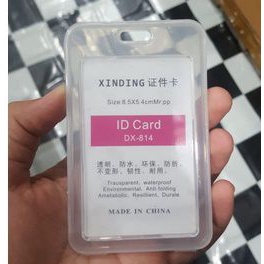 XINDING 证件卡
Size:8.5X5.4cmMr.pp
ID Card
DX-814
透明、防水、环保、防折、
不变形、韧性、耐用。
Transparent, waterproof
Environmental, Anti folding
Ametabolic, Resilient, Durale
MADE IN CHINA